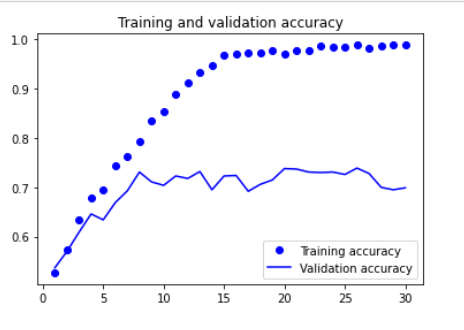 Training and validation accuracy
1.0
0.9
0.8
0.7
0.6
Training accuracy
Validation accuracy
0 5 10 15 20 25 30